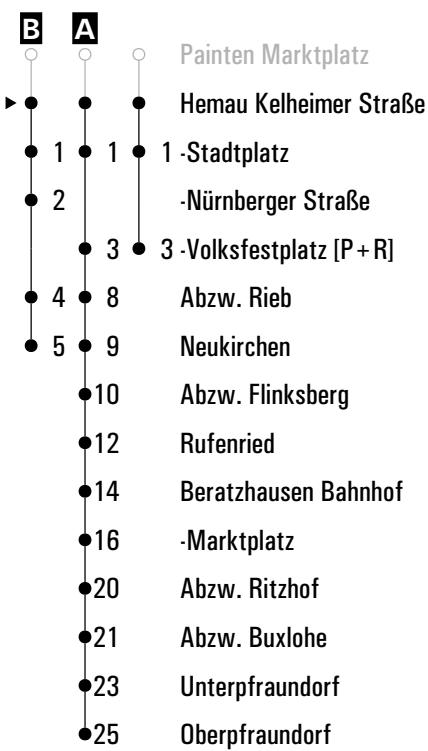 B A
Painten Marktplatz
Hemau Kelheimer Straße
1 1 1 -Stadtplatz
2 -Nürnberger Straße
3 3 -Volksfestplatz [P+R]
4 8 Abzw. Rieb
5 9 Neukirchen
10 Abzw. Flinksberg
12 Rufenried
14 Beratzhausen Bahnhof
16 -Marktplatz
20 Abzw. Ritzhof
21 Abzw. Buxlohe
23 Unterpfraundorf
25 Oberpfraundorf